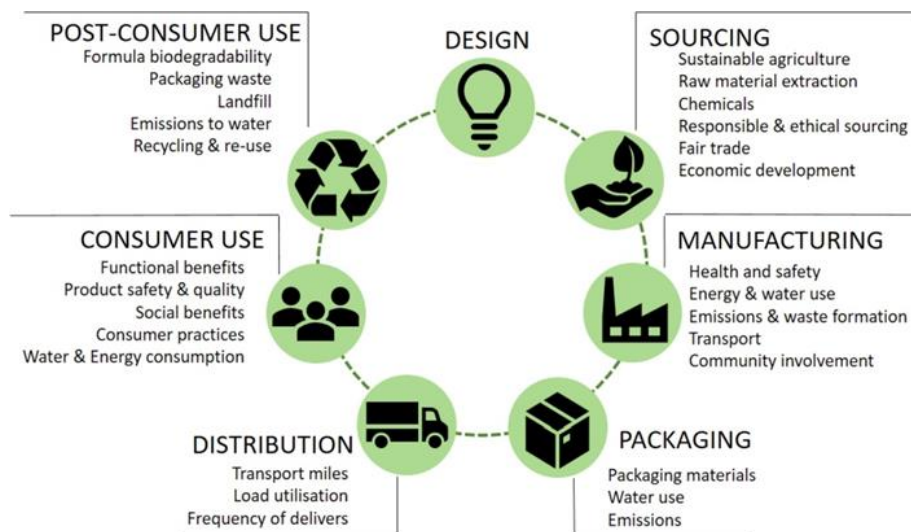 DESIGN
SOURCING
Sustainable agriculture
Raw material extraction
Chemicals
Responsible & ethical sourcing
Fair trade
Economic development
MANUFACTURING
Health and safety
Energy & water use
Emissions & waste formation
Transport
Community involvement
PACKAGING
Packaging materials
Water use
Emissions
DISTRIBUTION
Transport miles
Load utilisation
Frequency of delivers
CONSUMER USE
Functional benefits
Product safety & quality
Social benefits
Consumer practices
Water & Energy consumption
POST-CONSUMER USE
Formula biodegradability
Packaging waste
Landfill
Emissions to water
Recycling & re-use